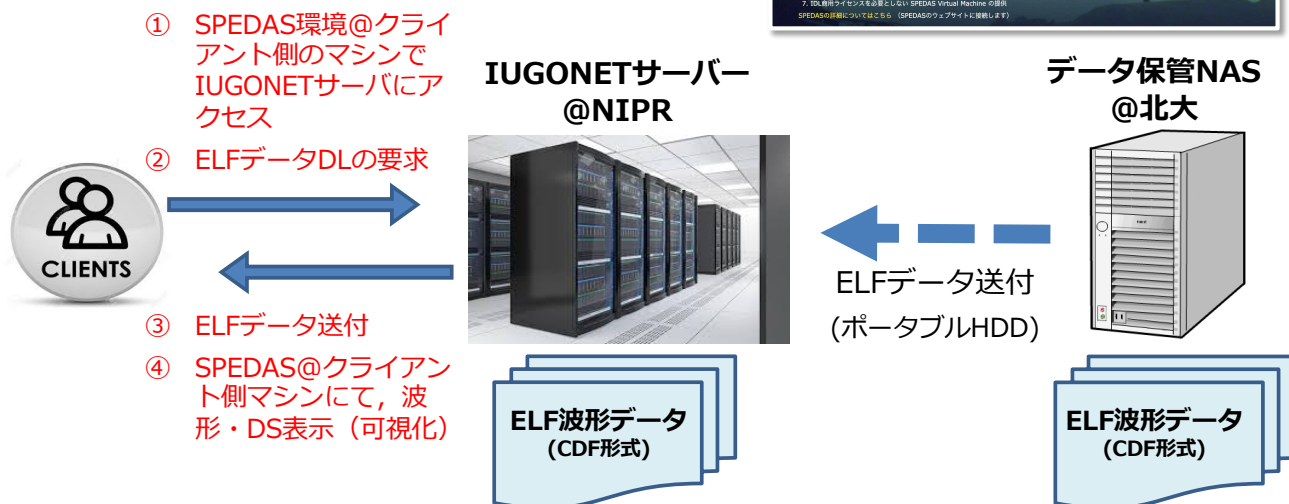 7. IDL商用ライセンスを必要としない SPEDAS Virtual Machine の提供
SPEDASの詳細についてはこちら （SPEDASのウェブサイトに接続します）
① SPEDAS環境@クライ
アント側のマシンで
IUGONETサーバにア
クセス
② ELFデータDLの要求
CLIENTS
③ ELFデータ送付
④ SPEDAS@クライアン
ト側マシンにて，波
形・DS表示（可視化）
IUGONETサーバー
@NIPR
ELF波形データ
(CDF形式)
ELFデータ送付
(ポータブルHDD)
データ保管NAS
@北大
ELF波形データ
(CDF形式)